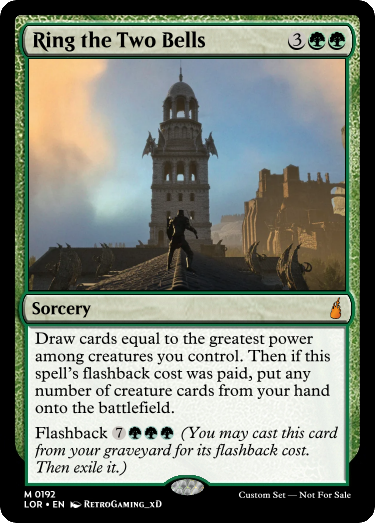 Ring the Two Bells 3
Sorcery
Draw cards equal to the greatest power
among creatures you control. Then if this
spell's flashback cost was paid, put any
number of creature cards from your hand
onto the battlefield.
Flashback 7 (You may cast this card
from your graveyard for its flashback cost.
Then exile it.)
M 0192
LOR • EN RetroGaming_xD
Custom Set — Not For Sale